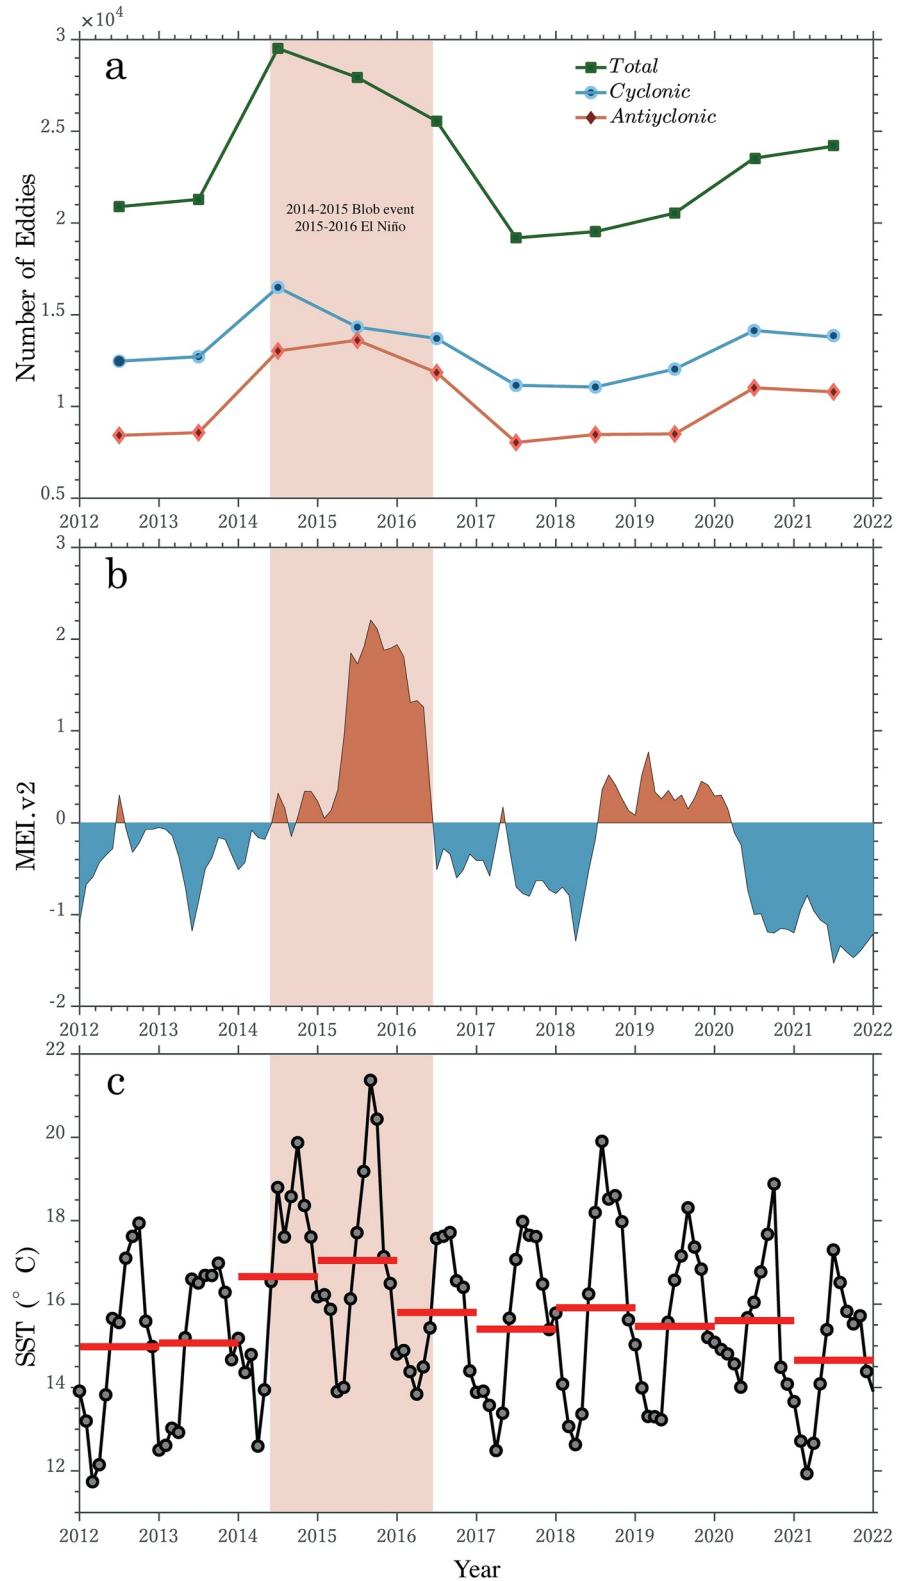 ×10⁴
3
a
Total
Cyclonic
Antiyclonic
2.5
2014-2015 Blob event
2015-2016 El Niño
2
Number of Eddies
1.5
1
0.5
2012 2013 2014 2015 2016 2017 2018 2019 2020 2021 2022
3
b
2
1
MEI.v2
0
-1
-2
2012 2013 2014 2015 2016 2017 2018 2019 2020 2021 2022
22
c
20
18
SST (° C)
16
14
12
2012 2013 2014 2015 2016 2017 2018 2019 2020 2021 2022
Year